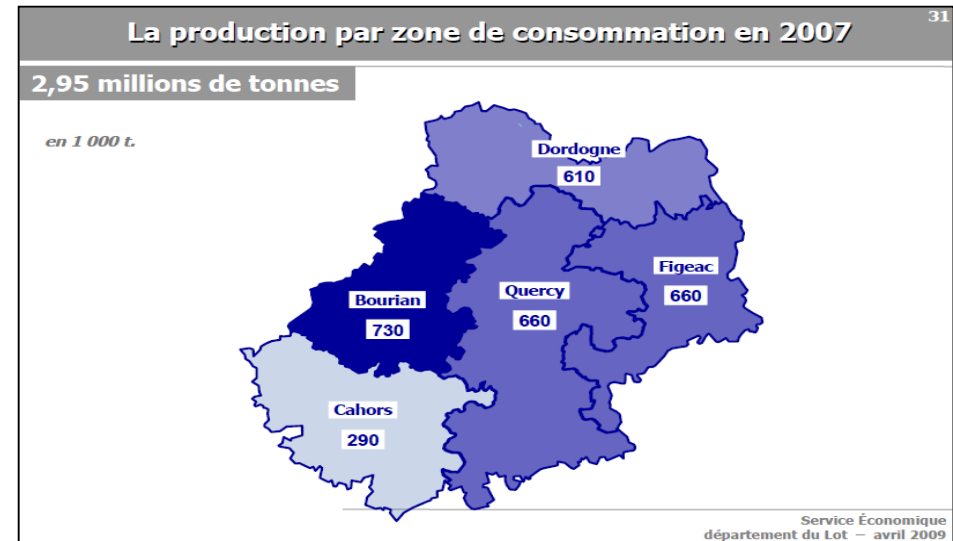 31
La production par zone de consommation en 2007
2,95 millions de tonnes
en 1 000 t.
Dordogne
610
Figeac
660
Quercy
660
Bourian
730
Cahors
290
Service Économique
département du Lot — avril 2009